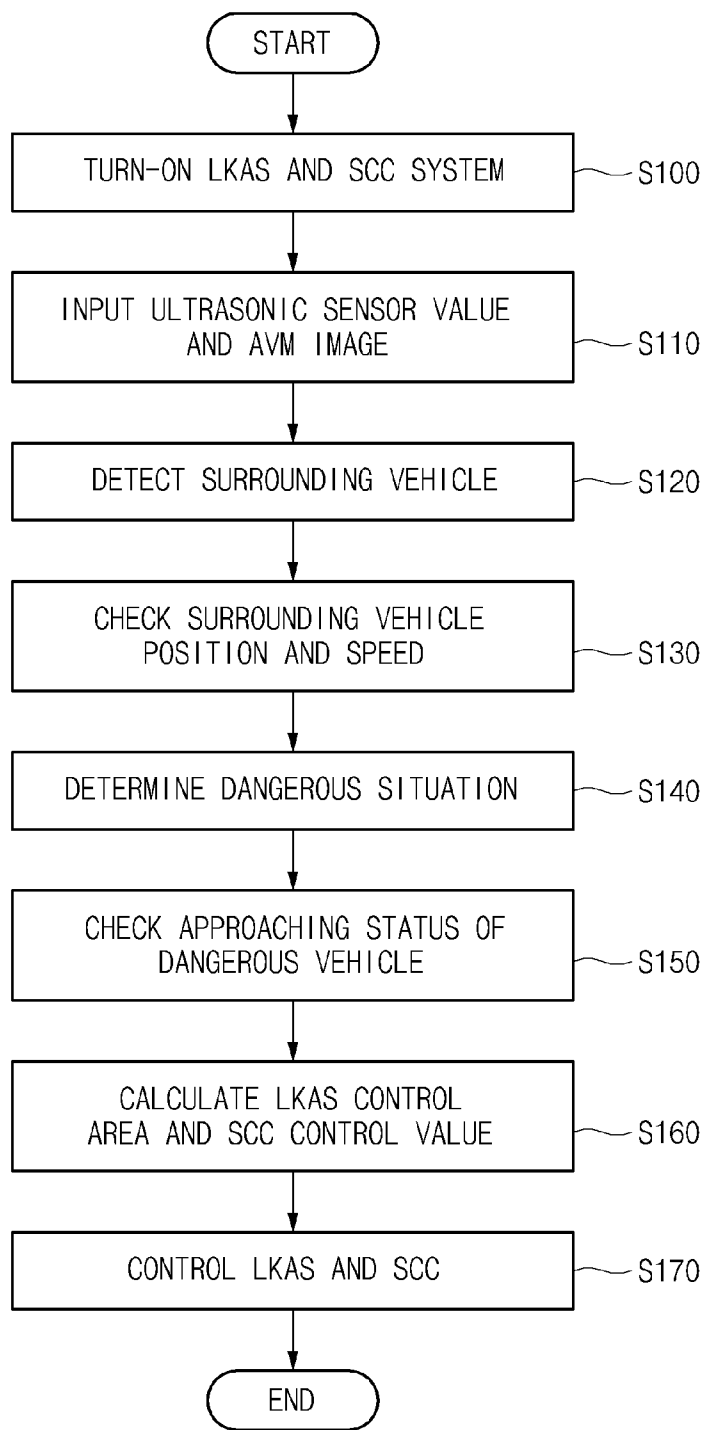 START
TURN-ON LKAS AND SCC SYSTEM
S100
INPUT ULTRASONIC SENSOR VALUE
AND AVM IMAGE
S110
DETECT SURROUNDING VEHICLE
S120
CHECK SURROUNDING VEHICLE
POSITION AND SPEED
S130
DETERMINE DANGEROUS SITUATION
S140
CHECK APPROACHING STATUS OF
DANGEROUS VEHICLE
S150
CALCULATE LKAS CONTROL
AREA AND SCC CONTROL VALUE
S160
CONTROL LKAS AND SCC
S170
END